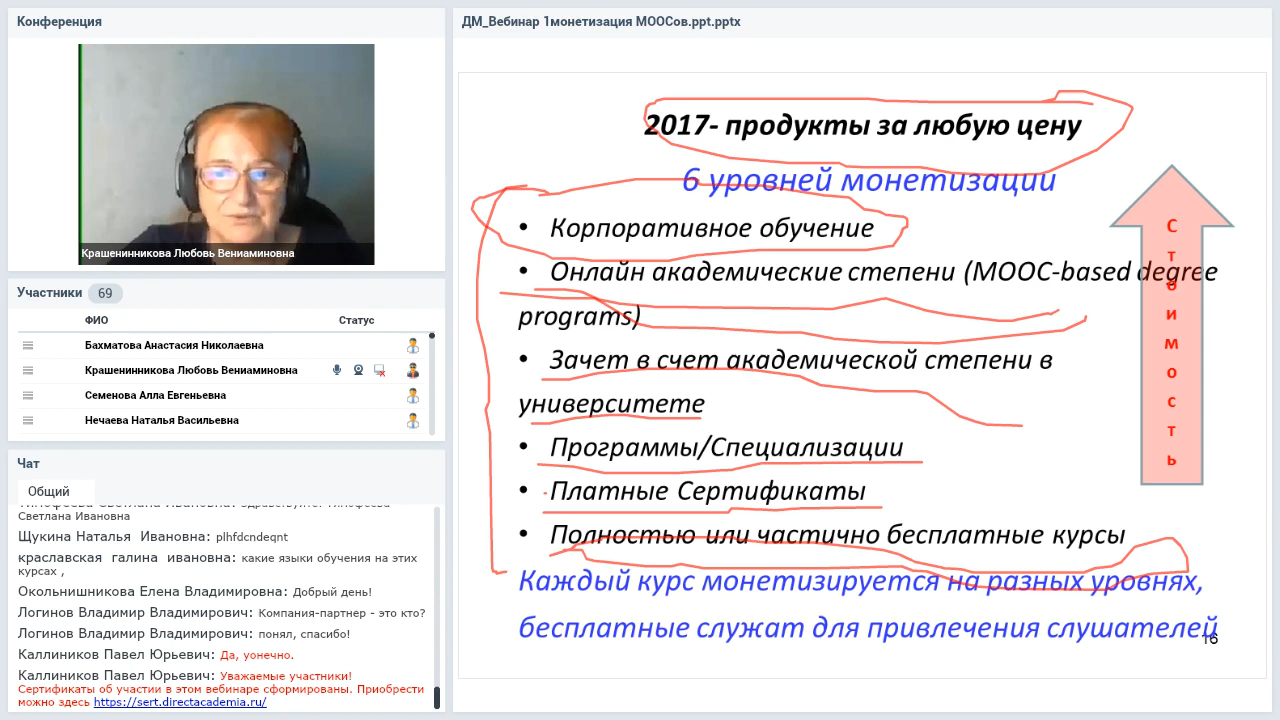 Конференция
Крашенинникова Любовь Вениаминовна
Участники 69
ФИО Статус
Бахматова Анастасия Николаевна
Крашенинникова Любовь Вениаминовна
Семенова Алла Евгеньевна
Нечаева Наталья Васильевна
Чат
Общий
Светлана Ивановна
Щукина Наталья Ивановна: plhfdcndeqnt
краславская галина ивановна: какие языки обучения на этих
курсах ,
Окольнишникова Елена Владимировна: Добрый день!
Логинов Владимир Владимирович: Компания-партнер - это кто?
Логинов Владимир Владимирович: понял, спасибо!
Каллиников Павел Юрьевич: Да, уонечно.
Каллиников Павел Юрьевич: Уважаемые участники!
Сертификаты об участии в этом вебинаре сформированы. Приобрести
можно здесь https://sert.directacademia.ru/
ДМ_Вебинар 1монетизация МООСов.ppt.pptx
2017- продукты за любую цену
6 уровней монетизации
• Корпоративное обучение
• Онлайн академические степени (MOOC-based degree
programs)
• Зачет в счет академической степени в
университете
• Программы/Специализации
• Платные Сертификаты
• Полностью или частично бесплатные курсы
Каждый курс монетизируется на разных уровнях,
бесплатные служат для привлечения слушателей
16
Стоимость